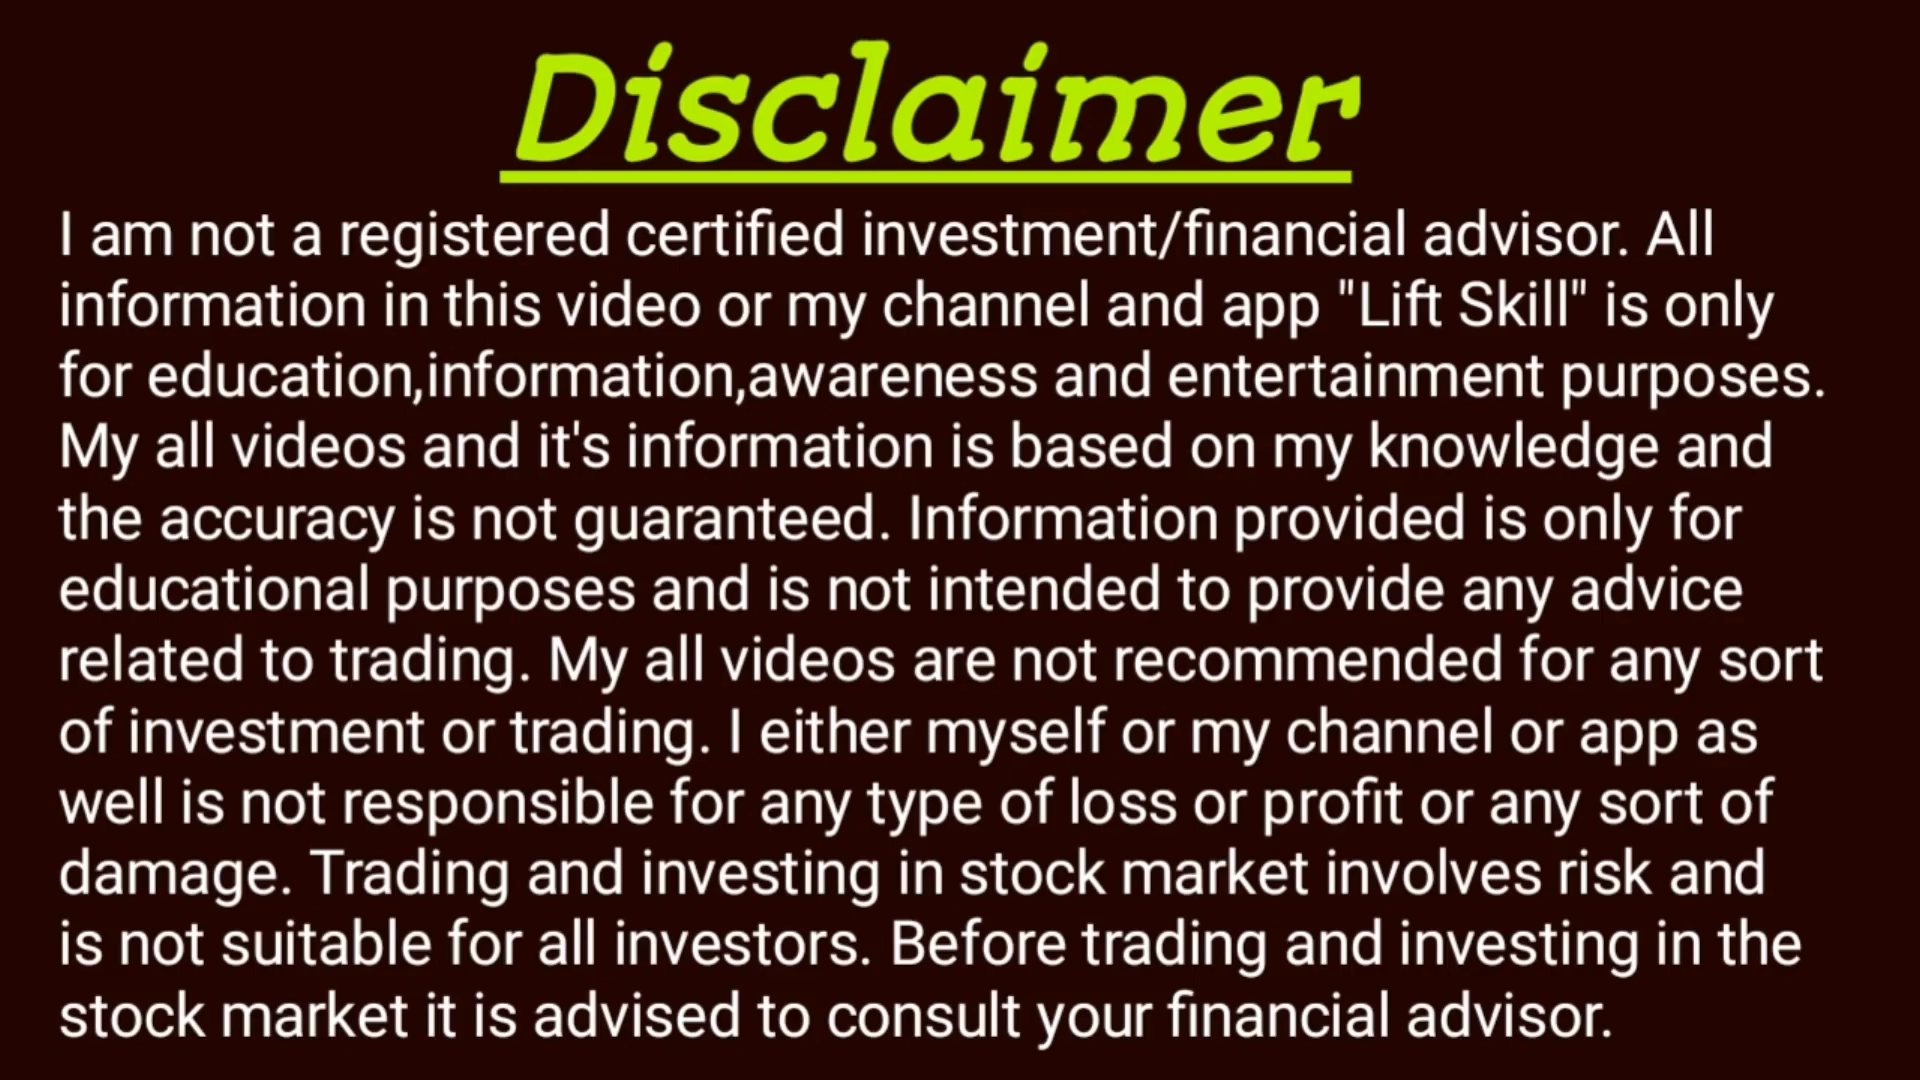 Disclaimer
I am not a registered certified investment/financial advisor. All
information in this video or my channel and app "Lift Skill" is only
for education,information,awareness and entertainment purposes.
My all videos and it's information is based on my knowledge and
the accuracy is not guaranteed. Information provided is only for
educational purposes and is not intended to provide any advice
related to trading. My all videos are not recommended for any sort
of investment or trading. I either myself or my channel or app as
well is not responsible for any type of loss or profit or any sort of
damage. Trading and investing in stock market involves risk and
is not suitable for all investors. Before trading and investing in the
stock market it is advised to consult your financial advisor.